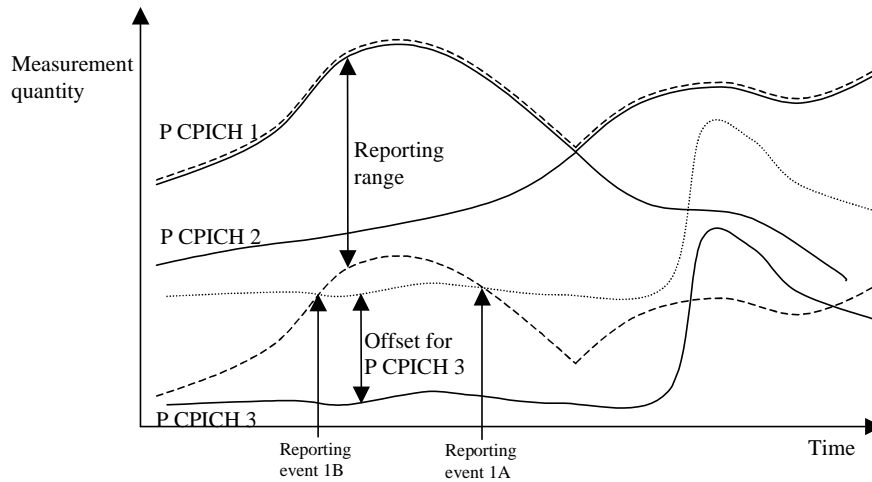 Measurement
quantity
P CPICH 1
Reporting
range
P CPICH 2
Offset for
P CPICH 3
P CPICH 3
Reporting
event 1B
Reporting
event 1A
Time